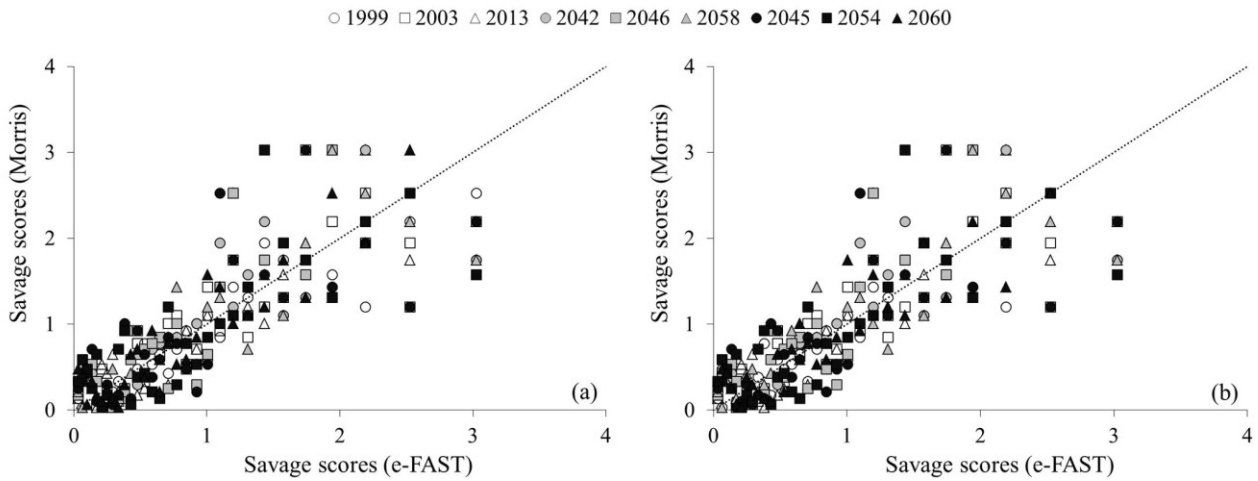 1999 2003 2013 2042 2046 2058 2045 2054 2060
4
3
2
1
0
Savage scores (Morris)
0 1 2 3 4
Savage scores (e-FAST)
(a)
4
3
2
1
0
Savage scores (Morris)
0 1 2 3 4
Savage scores (e-FAST)
(b)